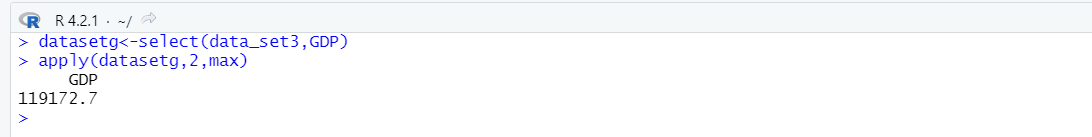 R R 4.2.1 · ~/
> datasetg<-select(data_set3,GDP)
> apply(datasetg,2,max)
GDP
119172.7
>